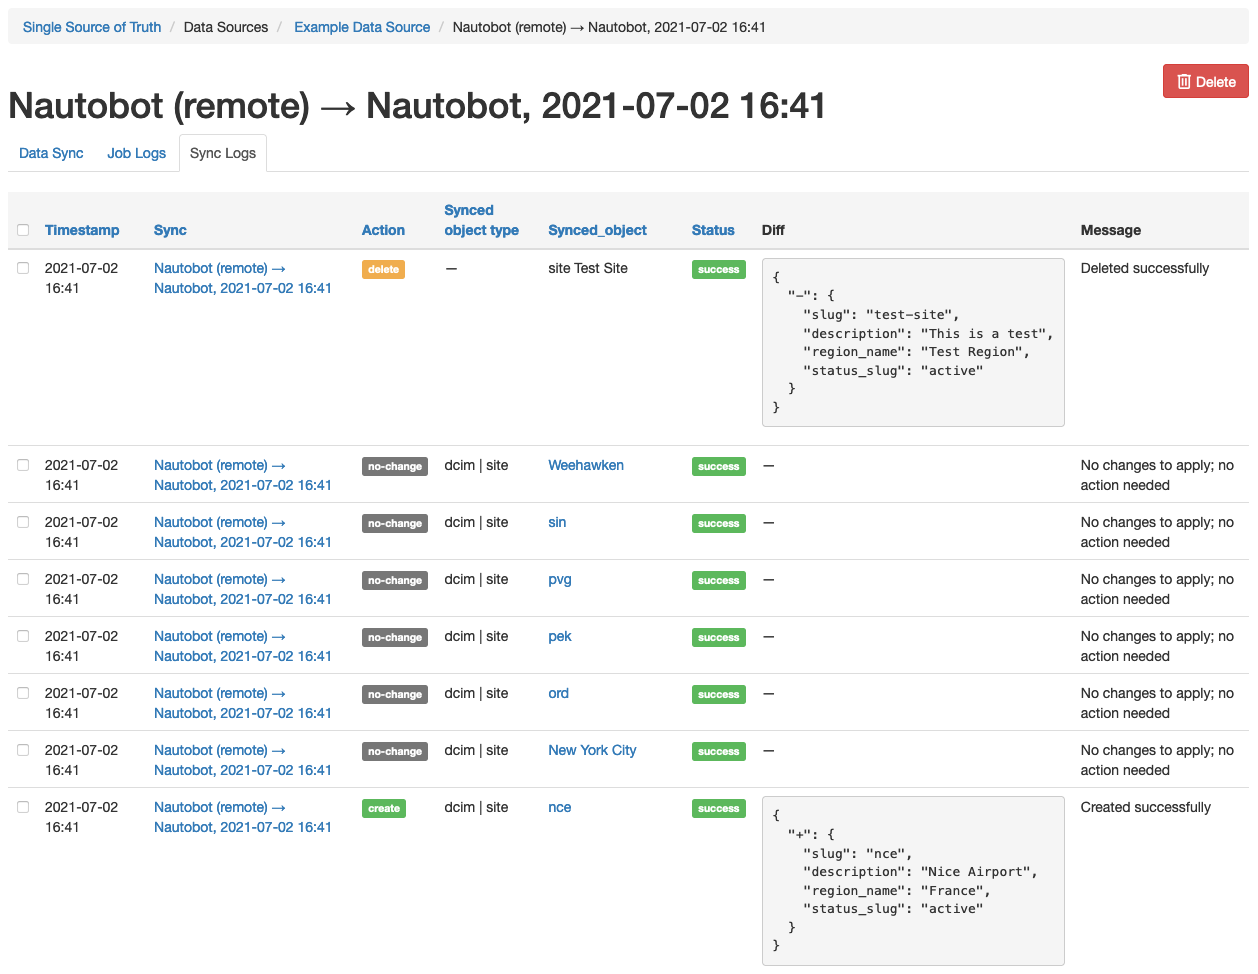 Single Source of Truth / Data Sources / Example Data Source / Nautobot (remote) → Nautobot, 2021-07-02 16:41
Delete
Nautobot (remote) → Nautobot, 2021-07-02 16:41
Data Sync Job Logs Sync Logs
Timestamp Sync Action Synced object type Synced_object Status Diff Message
2021-07-02 16:41 Nautobot (remote) → Nautobot, 2021-07-02 16:41 delete — site Test Site success
{
"−": {
"slug": "test-site",
"description": "This is a test",
"region_name": "Test Region",
"status_slug": "active"
}
}
Deleted successfully
2021-07-02 16:41 Nautobot (remote) → Nautobot, 2021-07-02 16:41 no-change dcim | site Weehawken success — No changes to apply; no action needed
2021-07-02 16:41 Nautobot (remote) → Nautobot, 2021-07-02 16:41 no-change dcim | site sin success — No changes to apply; no action needed
2021-07-02 16:41 Nautobot (remote) → Nautobot, 2021-07-02 16:41 no-change dcim | site pvg success — No changes to apply; no action needed
2021-07-02 16:41 Nautobot (remote) → Nautobot, 2021-07-02 16:41 no-change dcim | site pek success — No changes to apply; no action needed
2021-07-02 16:41 Nautobot (remote) → Nautobot, 2021-07-02 16:41 no-change dcim | site ord success — No changes to apply; no action needed
2021-07-02 16:41 Nautobot (remote) → Nautobot, 2021-07-02 16:41 no-change dcim | site New York City success — No changes to apply; no action needed
2021-07-02 16:41 Nautobot (remote) → Nautobot, 2021-07-02 16:41 create dcim | site nce success
{
"+": {
"slug": "nce",
"description": "Nice Airport",
"region_name": "France",
"status_slug": "active"
}
}
Created successfully